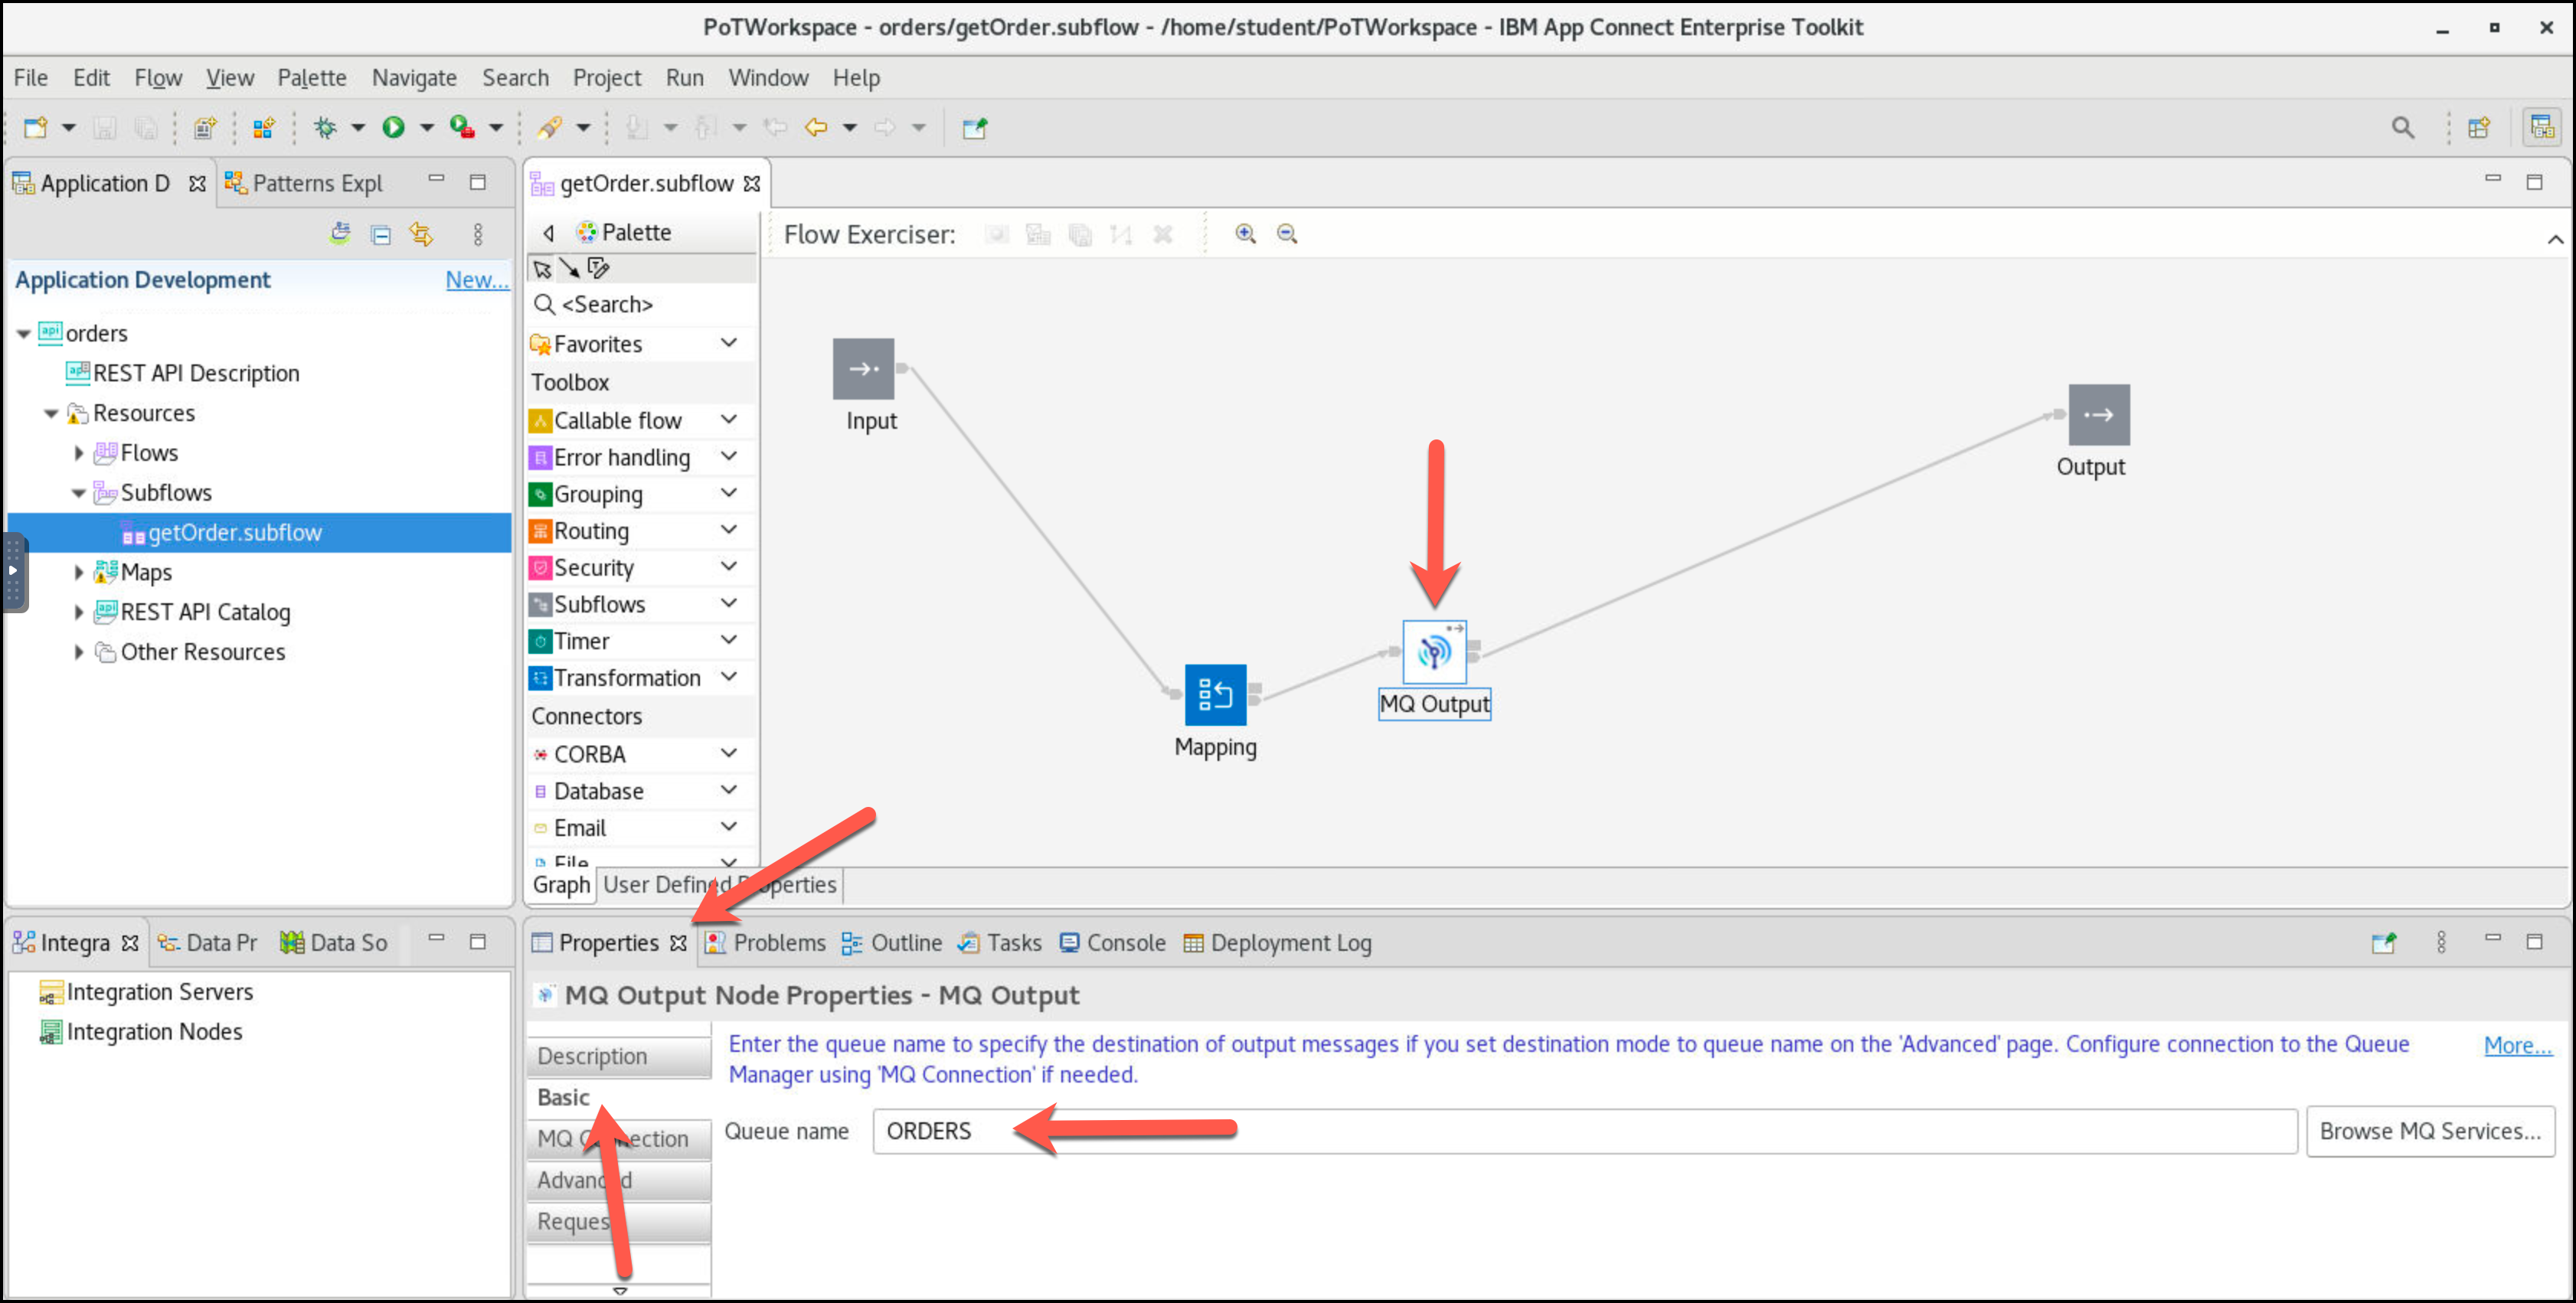 PoTWorkspace - orders/getOrder.subflow - /home/student/PoTWorkspace - IBM App Connect Enterprise Toolkit
File Edit Flow View Palette Navigate Search Project Run Window Help
Application D
Patterns Expl
Application Development
New...
orders
REST API Description
Resources
Flows
Subflows
getOrder.subflow
Maps
REST API Catalog
Other Resources
getOrder.subflow
Palette
Flow Exerciser:
<Search>
Favorites
Toolbox
Callable flow
Error handling
Grouping
Routing
Security
Subflows
Timer
Transformation
Connectors
CORBA
Database
Email
File
Input
Mapping
MQ Output
Output
Graph
User Defined Properties
Integra
Data Pr
Data So
Integration Servers
Integration Nodes
Properties
Problems
Outline
Tasks
Console
Deployment Log
MQ Output Node Properties - MQ Output
Description
Basic
MQ Connection
Advanced
Reques
Enter the queue name to specify the destination of output messages if you set destination mode to queue name on the 'Advanced' page. Configure connection to the Queue
Manager using 'MQ Connection' if needed.
More...
Queue name
ORDERS
Browse MQ Services...